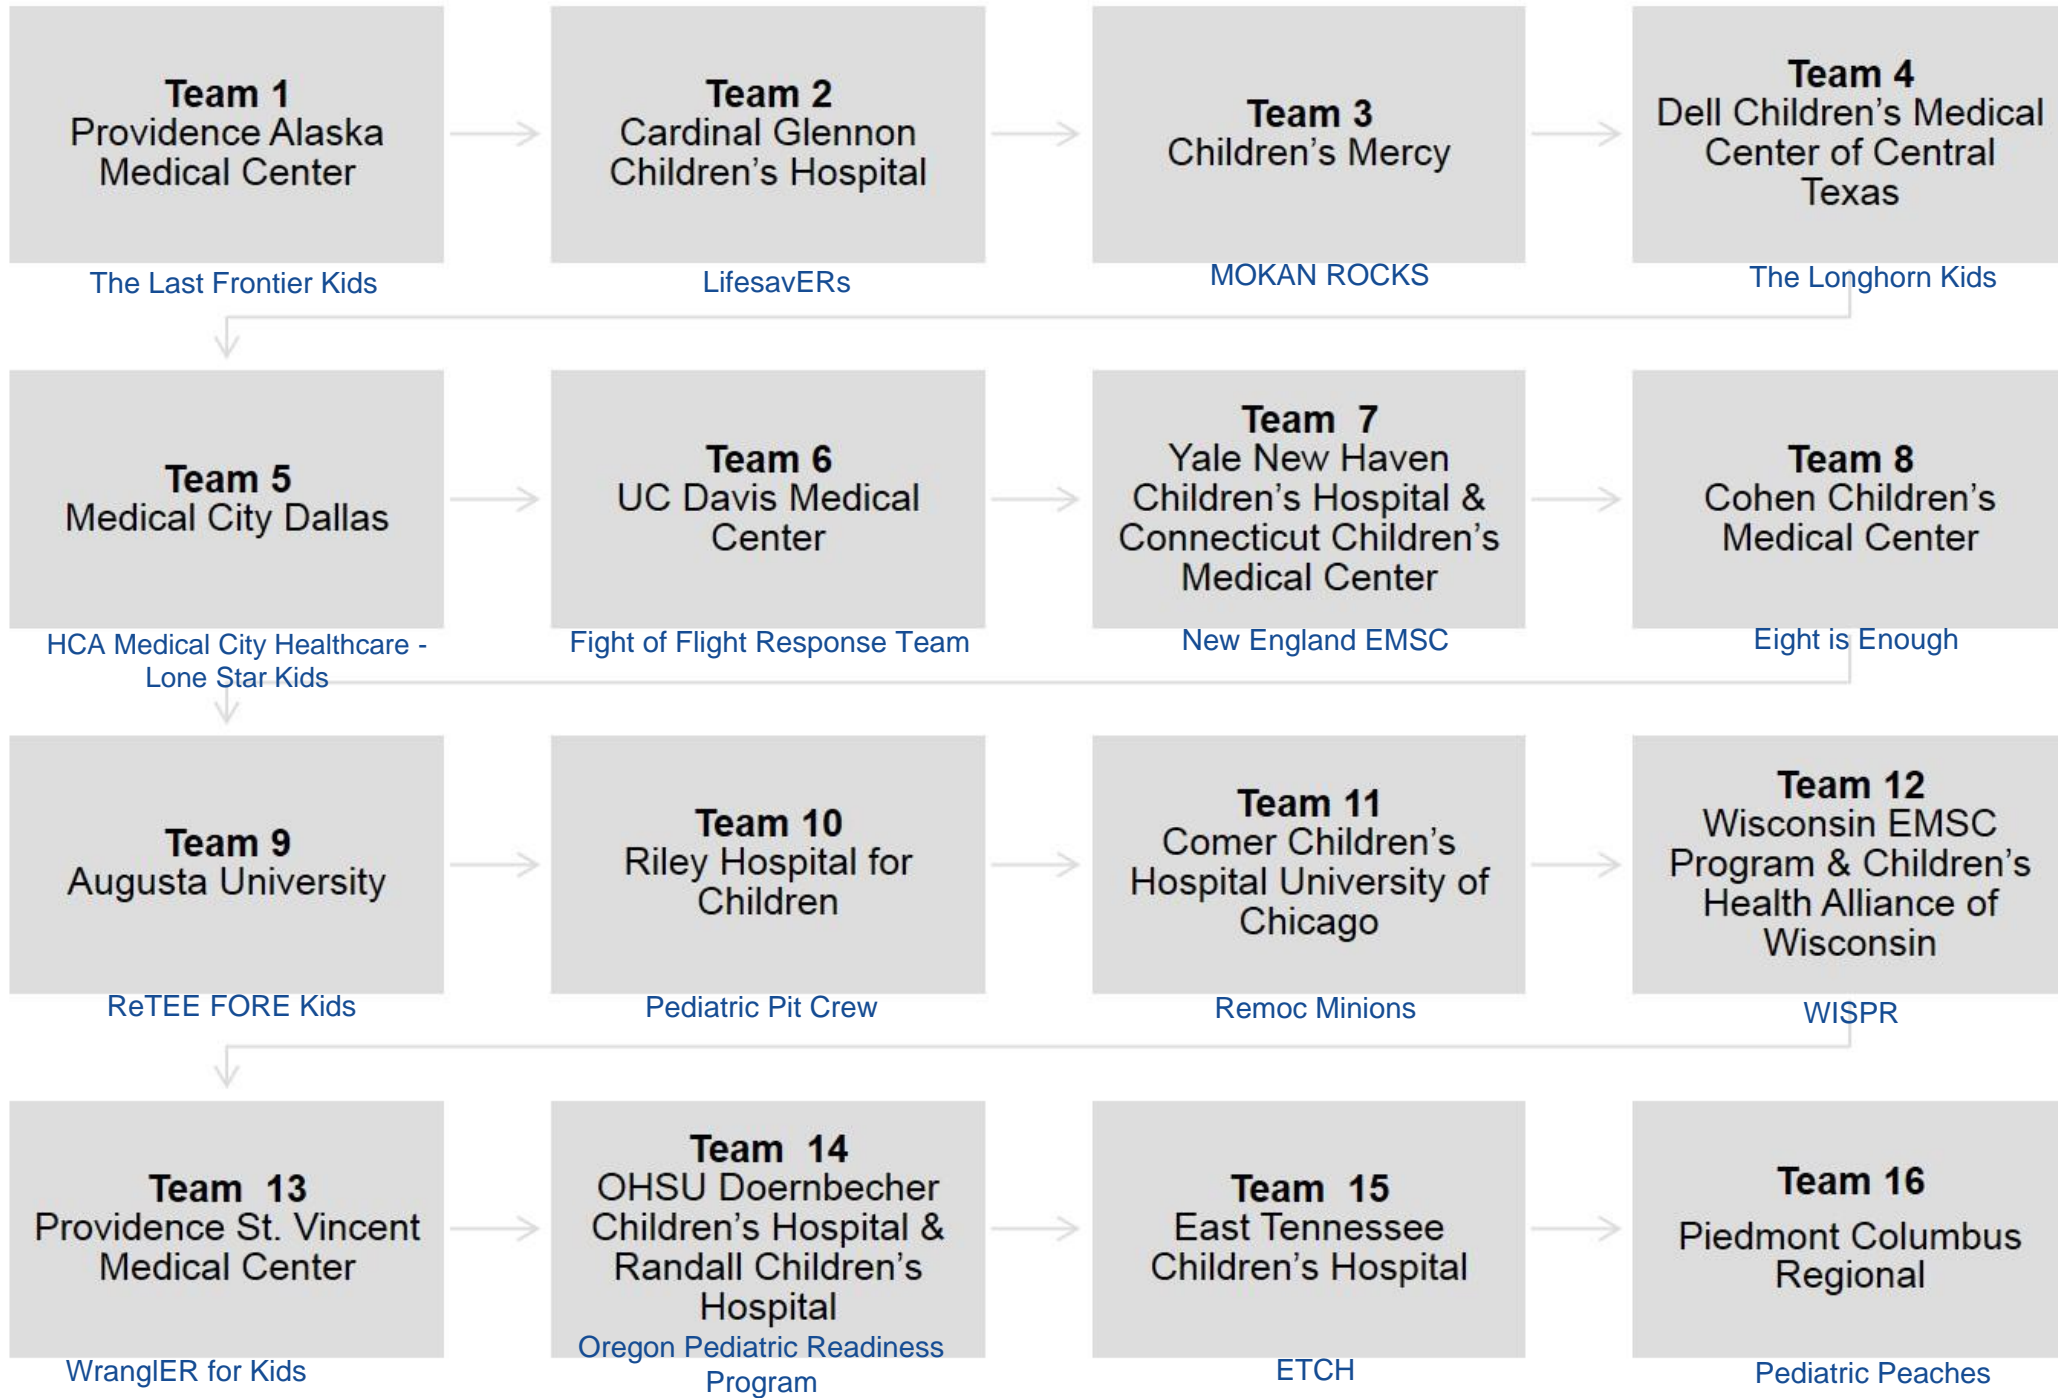 Team 1
Providence Alaska
Medical Center
The Last Frontier Kids
Team 2
Cardinal Glennon
Children's Hospital
LifesavERs
Team 3
Children's Mercy
MOKAN ROCKS
Team 4
Dell Children's Medical
Center of Central
Texas
The Longhorn Kids
Team 5
Medical City Dallas
HCA Medical City Healthcare -
Lone Star Kids
Team 6
UC Davis Medical
Center
Fight of Flight Response Team
Team 7
Yale New Haven
Children's Hospital &
Connecticut Children's
Medical Center
New England EMSC
Team 8
Cohen Children's
Medical Center
Eight is Enough
Team 9
Augusta University
ReTEE FORE Kids
Team 10
Riley Hospital for
Children
Pediatric Pit Crew
Team 11
Comer Children's
Hospital University of
Chicago
Remoc Minions
Team 12
Wisconsin EMSC
Program & Children's
Health Alliance of
Wisconsin
WISPR
Team 13
Providence St. Vincent
Medical Center
WranglER for Kids
Team 14
OHSU Doernbecher
Children's Hospital &
Randall Children's
Hospital
Oregon Pediatric Readiness
Program
Team 15
East Tennessee
Children's Hospital
ETCH
Team 16
Piedmont Columbus
Regional
Pediatric Peaches